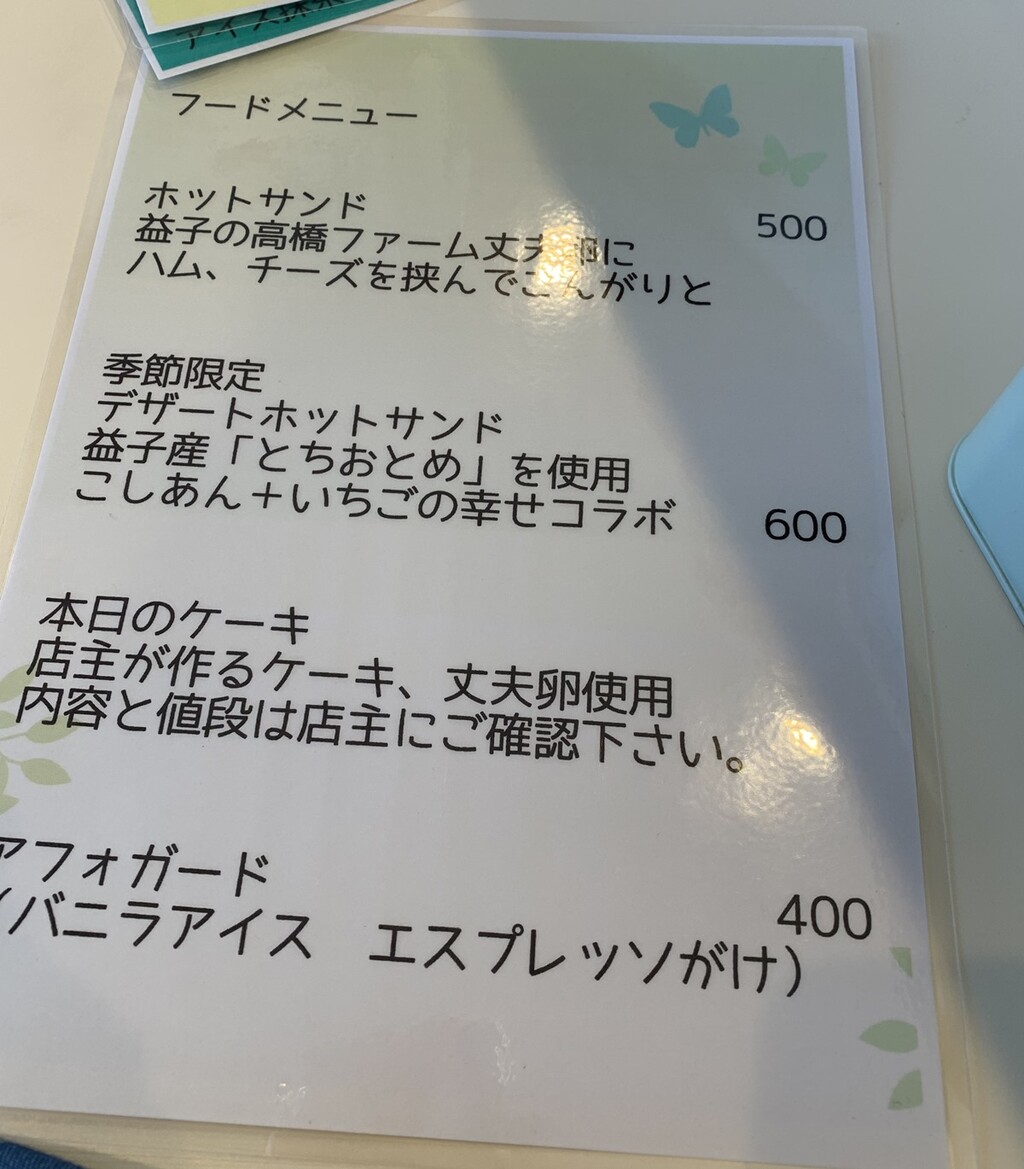 フードメニュー
ホットサンド
500
益子の高橋ファーム丈夫卵に
ハム、チーズを挟んでこんがりと
季節限定
デザートホットサンド
益子産「とちおとめ」を使用
こしあん＋いちごの幸せコラボ
600
本日のケーキ
店主が作るケーキ、丈夫卵使用
内容と値段は店主にご確認下さい。
アフォガード
400
（バニラアイス　エスプレッソがけ）